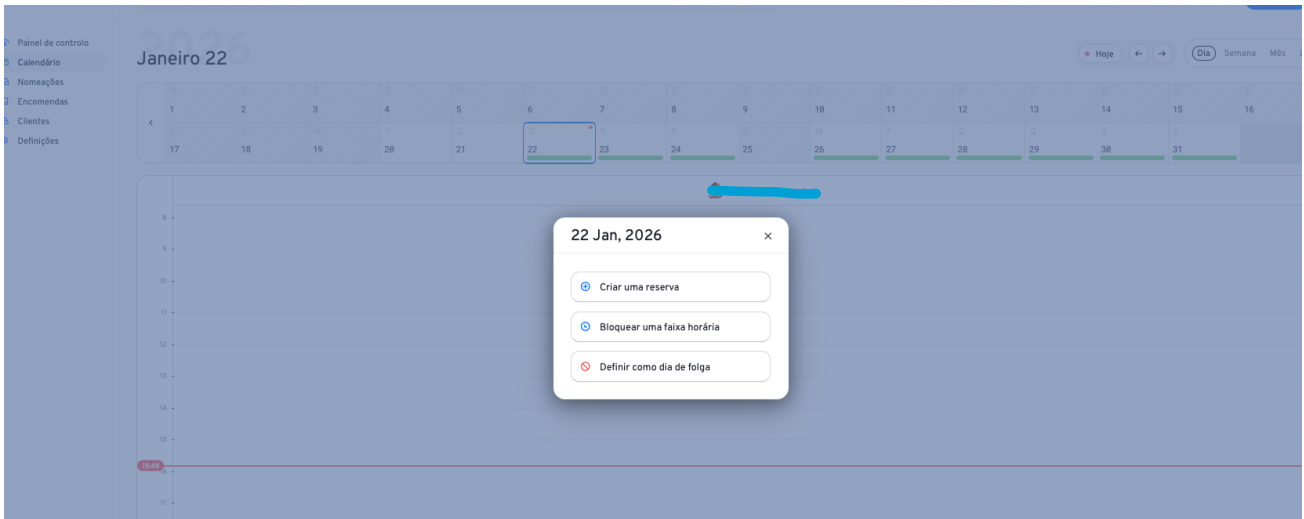 2026
Painel de controlo
Calendário
Nomeações
Encomendas
Clientes
Definições
Janeiro 22
Hoje
Dia Semana Mês
1 2 3 4 5 6 7 8 9 10 11 12 13 14 15 16
17 18 19 20 21 22 23 24 25 26 27 28 29 30 31
8
9
10
11
12
13
14
15
15:48
16
17
22 Jan, 2026
Criar uma reserva
Bloquear uma faixa horária
Definir como dia de folga